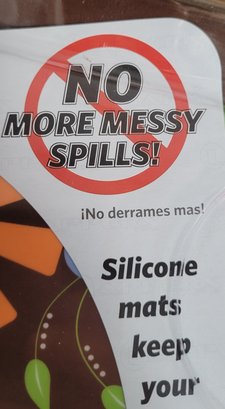 NO
MORE MESSY
SPILLS!
¡No derrames mas!
Silicone
mats
keep
your